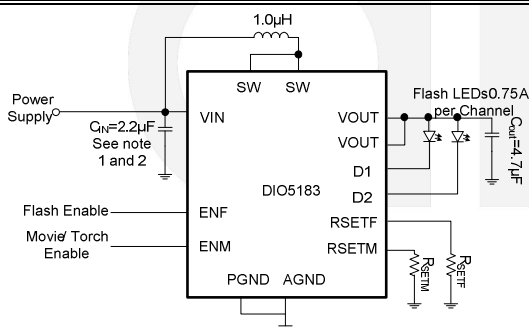 1.0µH
SW SW
Power
Supply
VIN
CIN=2.2µF
See note
1 and 2
VOUT
VOUT
Flash LEDs0.75A
per Channel
Cout=4.7µF
D1
D2
DIO5183
Flash Enable
ENF
RSETF
Movie/ Torch
Enable
ENM
RSETM
RSETM
RSETF
PGND AGND